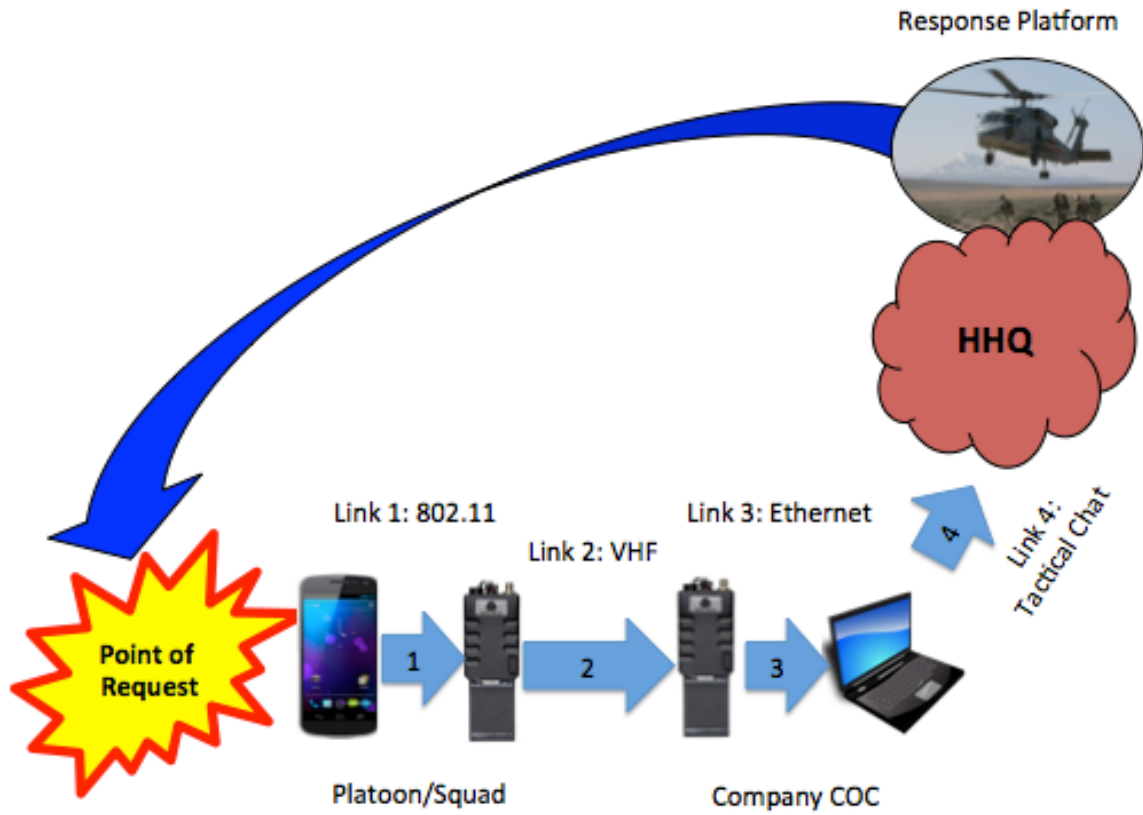 Response Platform
HHQ
Link 1: 802.11
Link 3: Ethernet
Link 2: VHF
4
Link 4:
Tactical Chat
Point of
Request
1
2
3
Platoon/Squad
Company COC